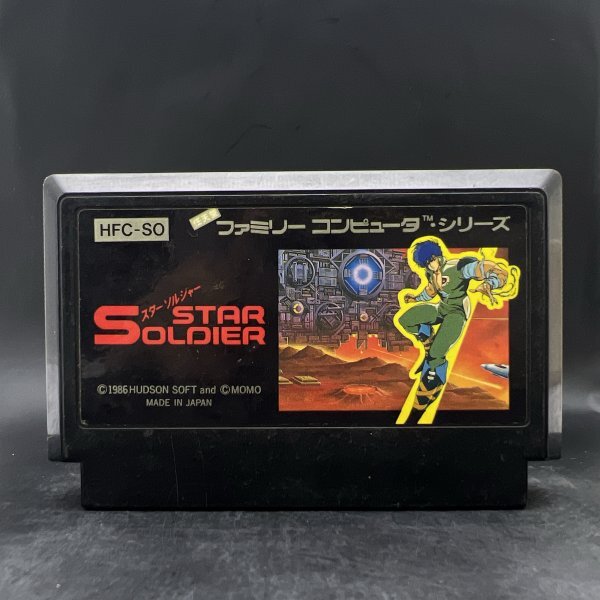 HFC-SO
ファミリー コンピュータ™・シリーズ
スターソルジャー
STAR
SOLDIER
©1986 HUDSON SOFT and ©MOMO
MADE IN JAPAN